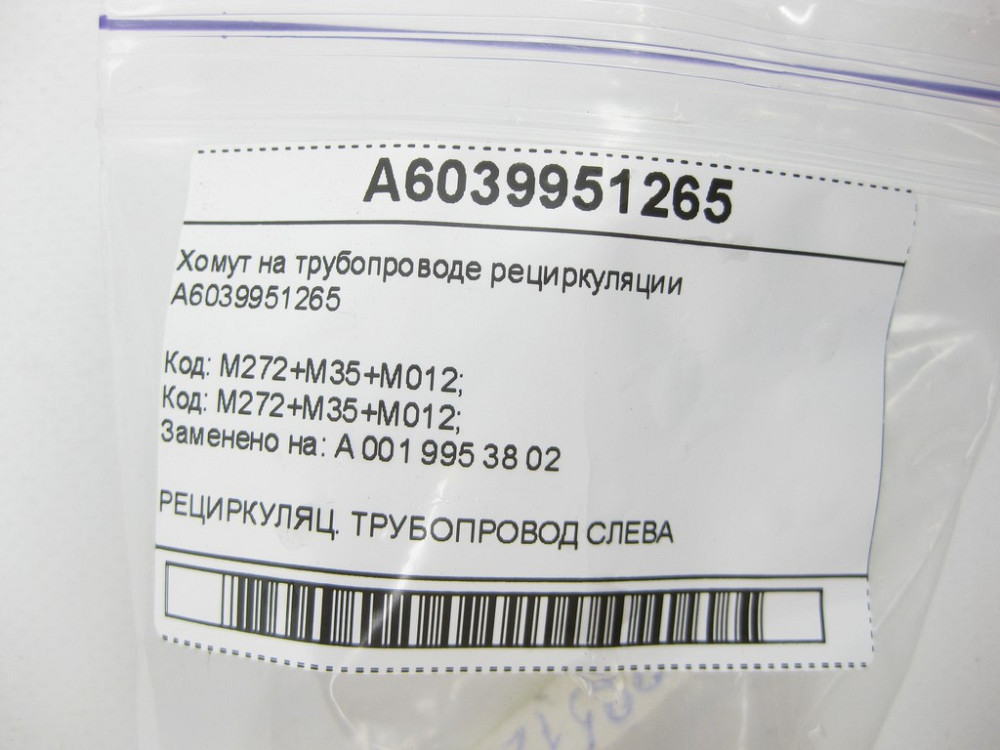 A6039951265
Хомут на трубопроводе рециркуляции
A6039951265
Код: M272+M35+M012;
Код: M272+M35+M012;
Заменено на: A 001 995 38 02
РЕЦИРКУЛЯЦ. ТРУБОПРОВОД СЛЕВА